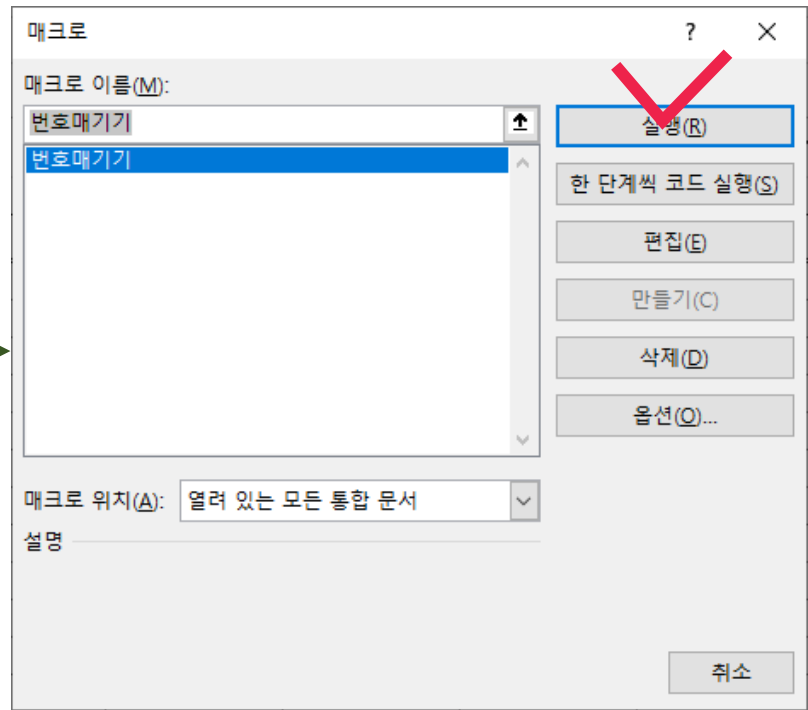 매크로
?
매크로 이름(M):
번호매기기
번호매기기
실행(R)
한 단계씩 코드 실행(S)
편집(E)
만들기(C)
삭제(D)
옵션(O)...
매크로 위치(A): 열려 있는 모든 통합 문서
설명
취소